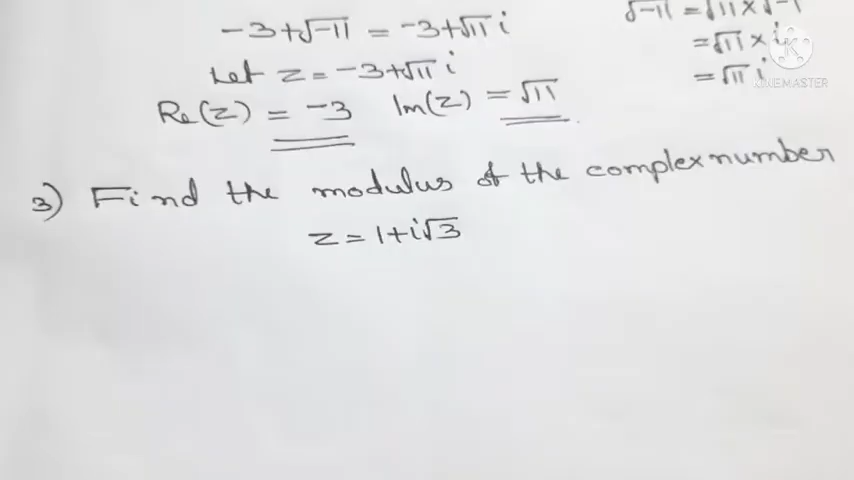 -3+√-11 = -3+√11 i
√-11 = √11 × √-1
= √11 × i
= √11 i
Let z = -3+√11 i
Re(z) = -3 Im(z) = √11
3) Find the modulus of the complex number
z = 1+i√3
KINEMASTER